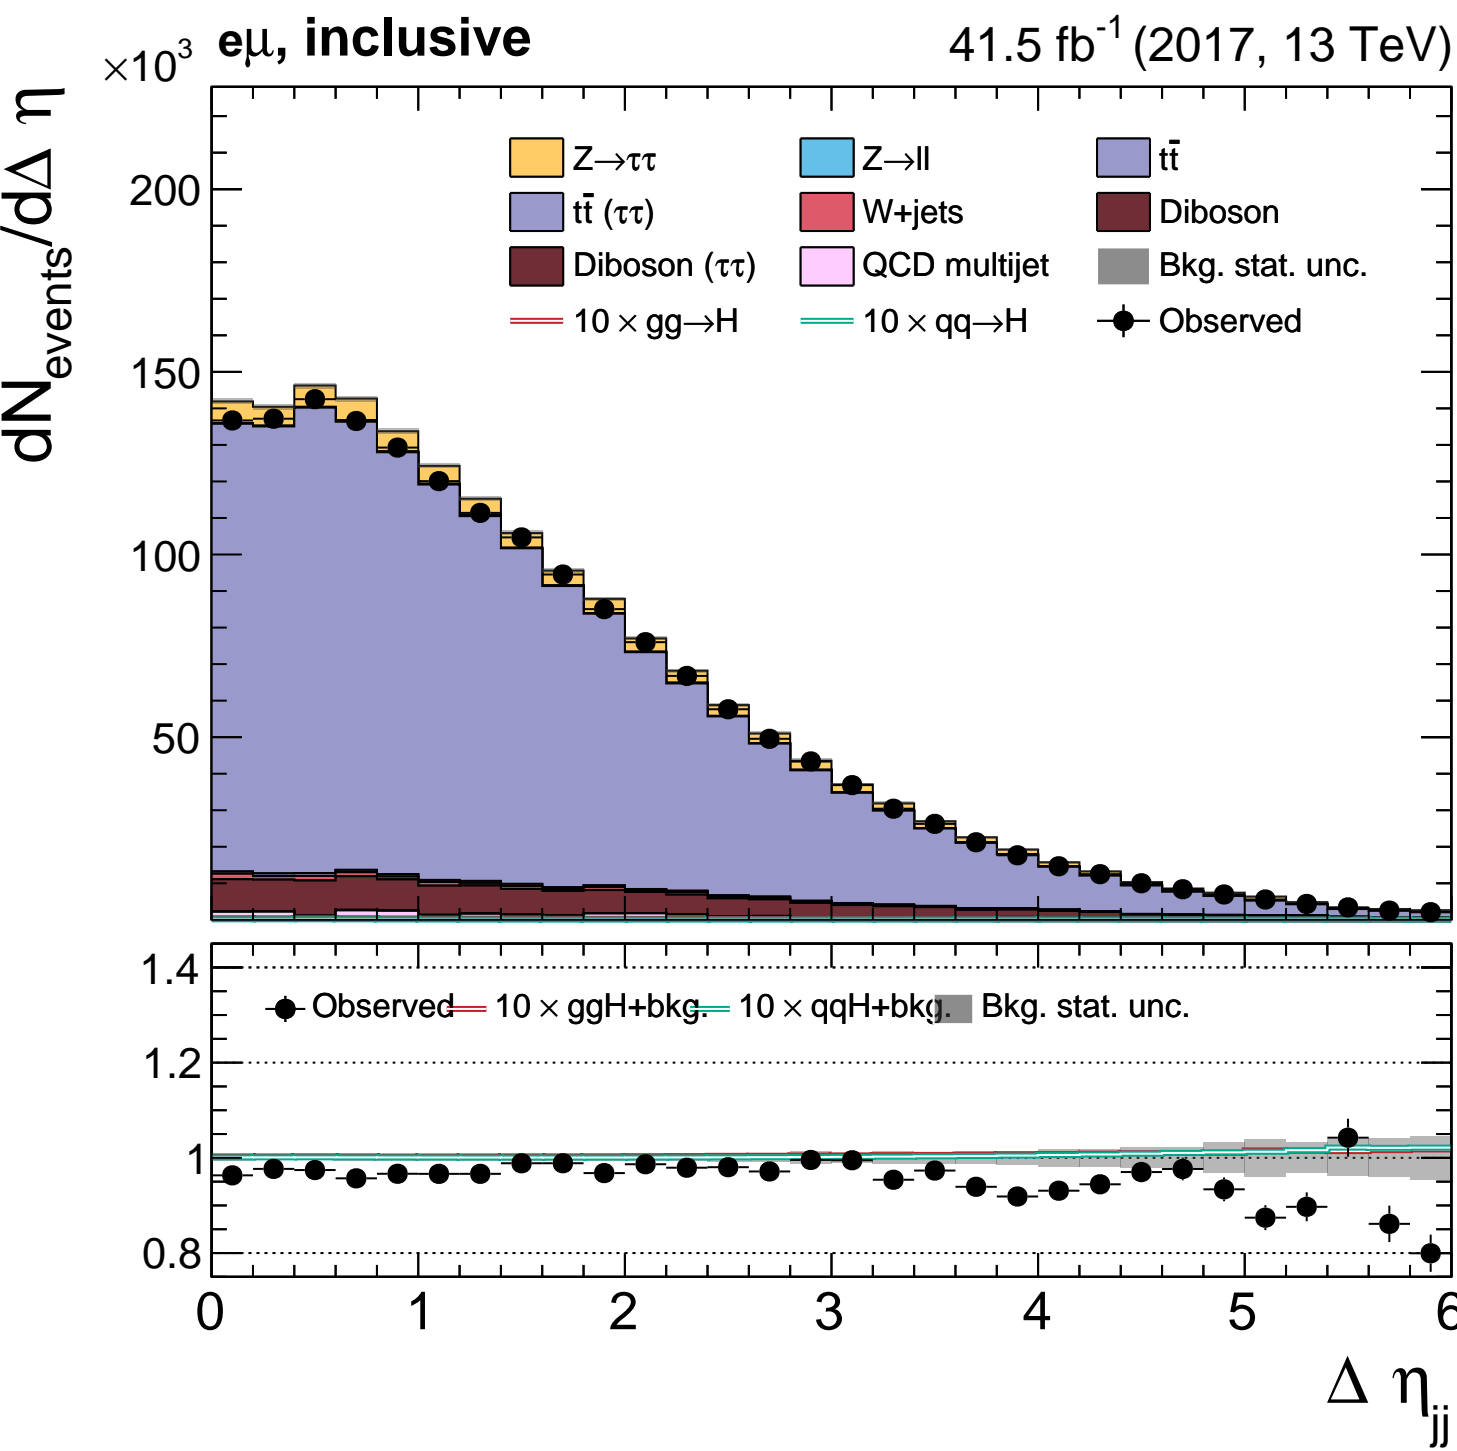 eμ, inclusive 41.5 fb⁻¹ (2017, 13 TeV)
×10³
dN_events/dΔ η
200
150
100
50
Z→ττ Z→ll tt̄
tt̄ (ττ) W+jets Diboson
Diboson (ττ) QCD multijet Bkg. stat. unc.
10 × gg→H 10 × qq→H Observed
1.4
1.2
1
0.8
Observed 10 × ggH+bkg. 10 × qqH+bkg. Bkg. stat. unc.
0 1 2 3 4 5 6
Δ η_jj